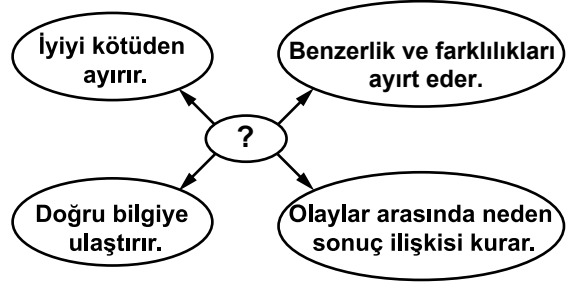 İyiyi kötüden
ayırır.
Benzerlik ve farklılıkları
ayırt eder.
?
Doğru bilgiye
ulaştırır.
Olaylar arasında neden
sonuç ilişkisi kurar.